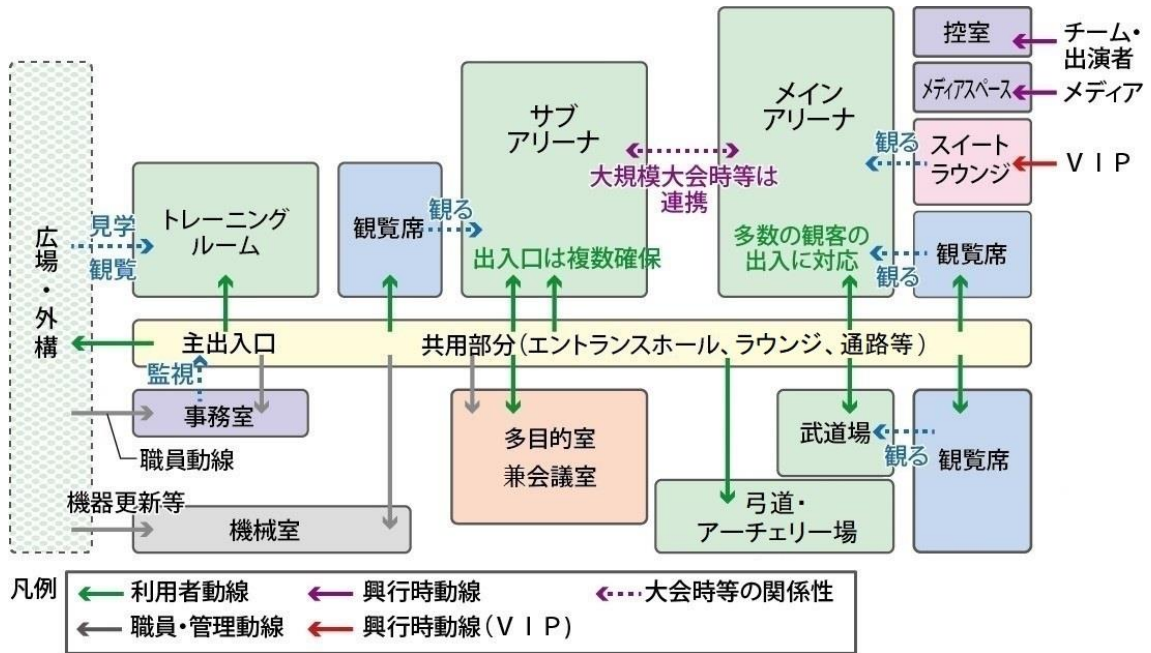 控室
チーム・
出演者
メディアスペース
メディア
スイート
ラウンジ
VIP
観る
メイン
アリーナ
サブ
アリーナ
大規模大会時等は
連携
トレーニング
ルーム
見学
観覧
広場・外構
観覧席
観る
出入口は複数確保
多数の観客の
出入に対応
観る
観覧席
主出入口
共用部分(エントランスホール、ラウンジ、通路等)
監視
事務室
職員動線
多目的室
兼会議室
武道場
観る
観覧席
機器更新等
機械室
弓道・
アーチェリー場
凡例
利用者動線
興行時動線
大会時等の関係性
職員・管理動線
興行時動線(VIP)